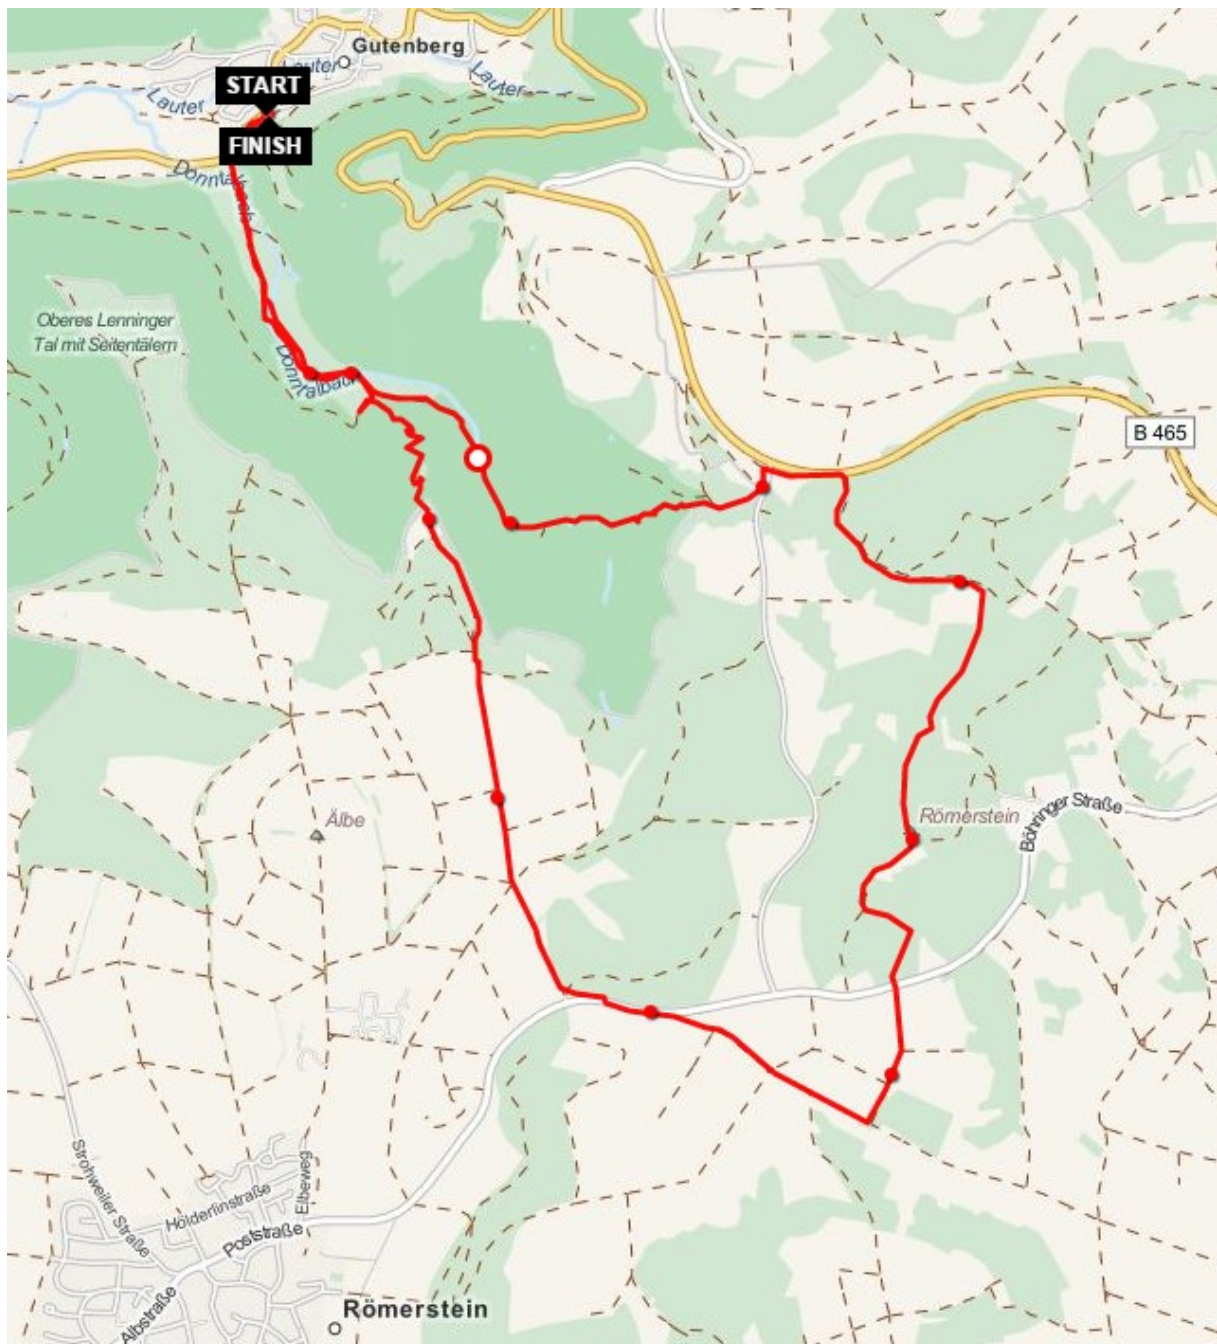 Gutenberg
Lauter
START
Lauter
Lauter
FINISH
Donntalbach
Oberes Lenninger
Tal mit Seitentälern
Donntalbach
B 465
Älbe
Römerstein
Böhringer Straße
Strohweiler Straße
Hölderlinstraße
Elbeweg
Poststraße
Albstraße
Römerstein